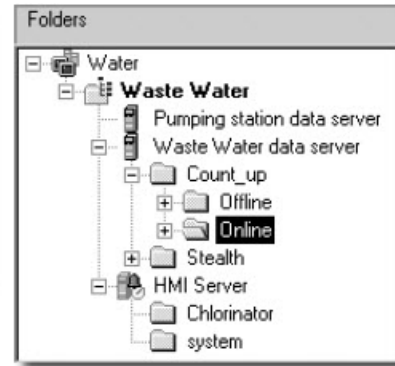 Folders
Water
Waste Water
Pumping station data server
Waste Water data server
Count_up
Offline
Online
Stealth
HMI Server
Chlorinator
system